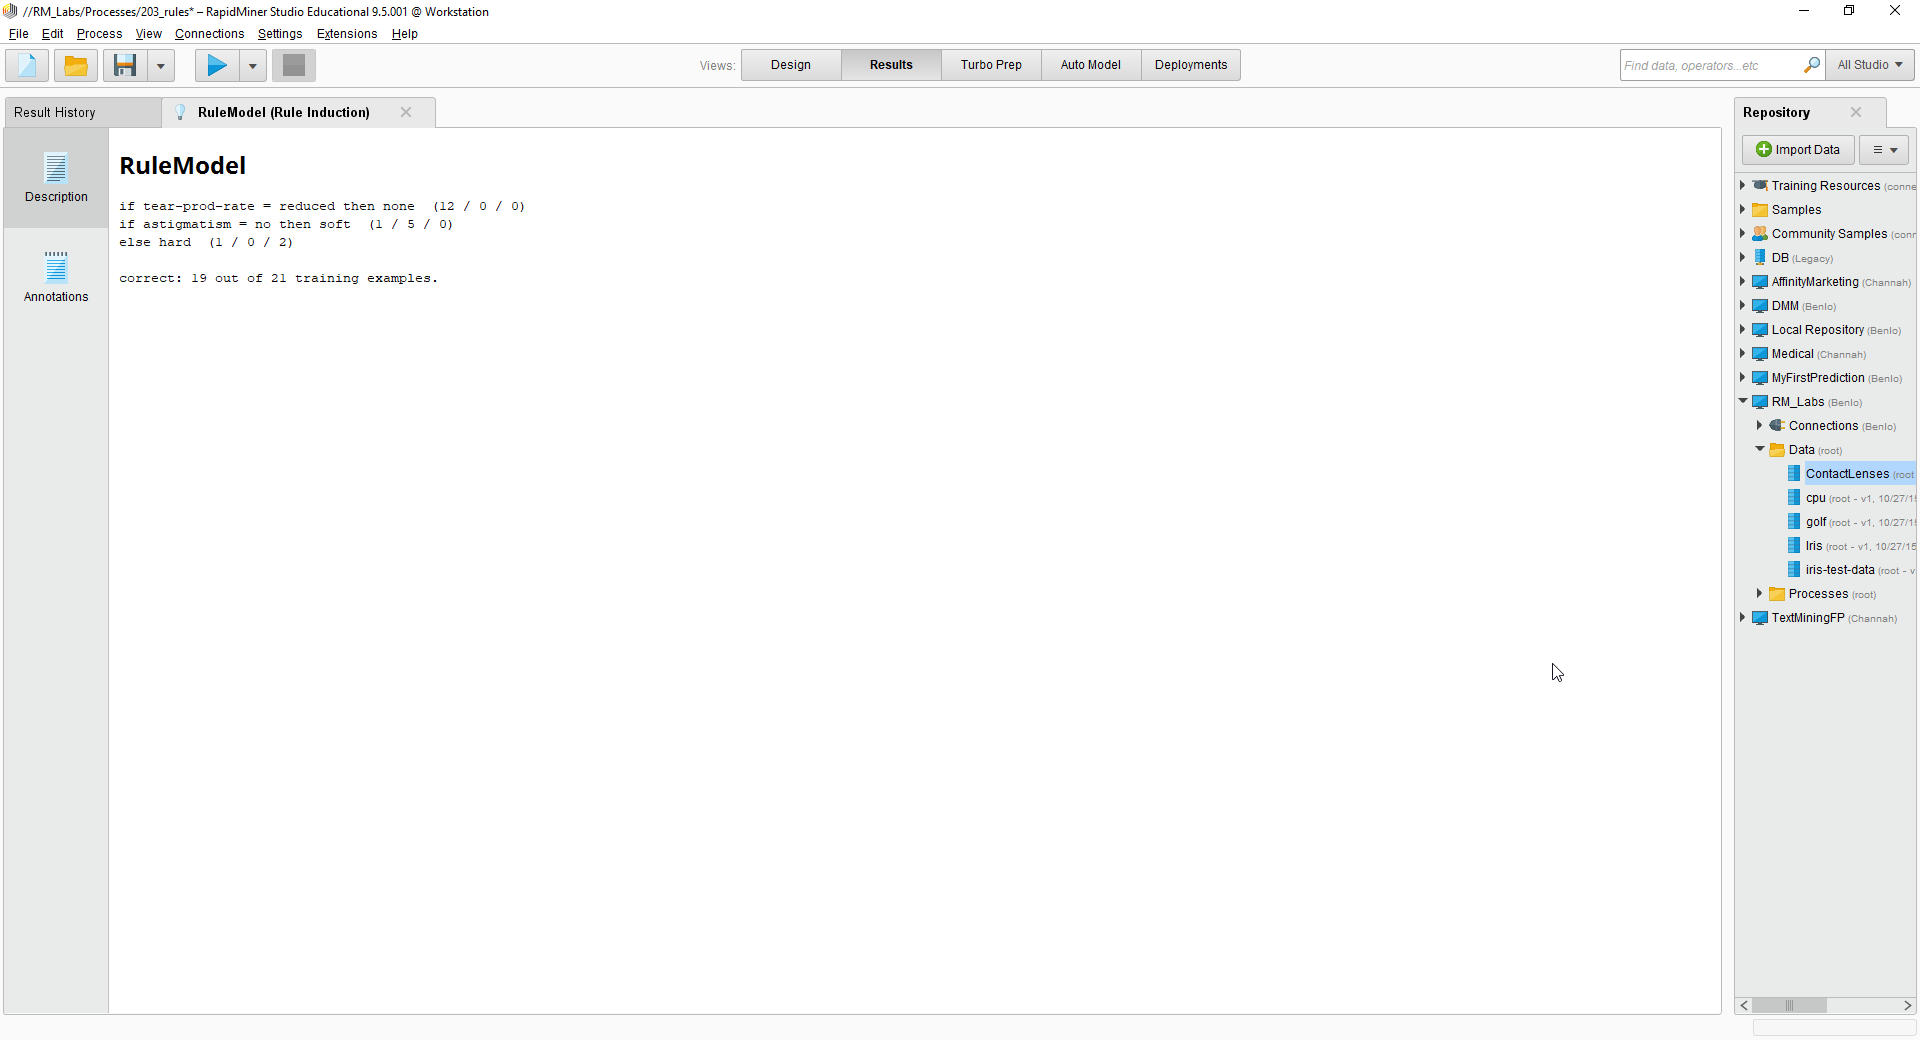 //RM_Labs/Processes/203_rules* – RapidMiner Studio Educational 9.5.001 @ Workstation
File Edit Process View Connections Settings Extensions Help
Views: Design Results Turbo Prep Auto Model Deployments Find data, operators...etc All Studio
Result History RuleModel (Rule Induction)
Description
Annotations
RuleModel
if tear-prod-rate = reduced then none (12 / 0 / 0)
if astigmatism = no then soft (1 / 5 / 0)
else hard (1 / 0 / 2)
correct: 19 out of 21 training examples.
Repository
Import Data
Training Resources (conne
Samples
Community Samples (conr
DB (Legacy)
AffinityMarketing (Channah)
DMM (Benlo)
Local Repository (Benlo)
Medical (Channah)
MyFirstPrediction (Benlo)
RM_Labs (Benlo)
Connections (Benlo)
Data (root)
ContactLenses (root
cpu (root - v1, 10/27/1
golf (root - v1, 10/27/1
Iris (root - v1, 10/27/15
iris-test-data (root - v
Processes (root)
TextMiningFP (Channah)